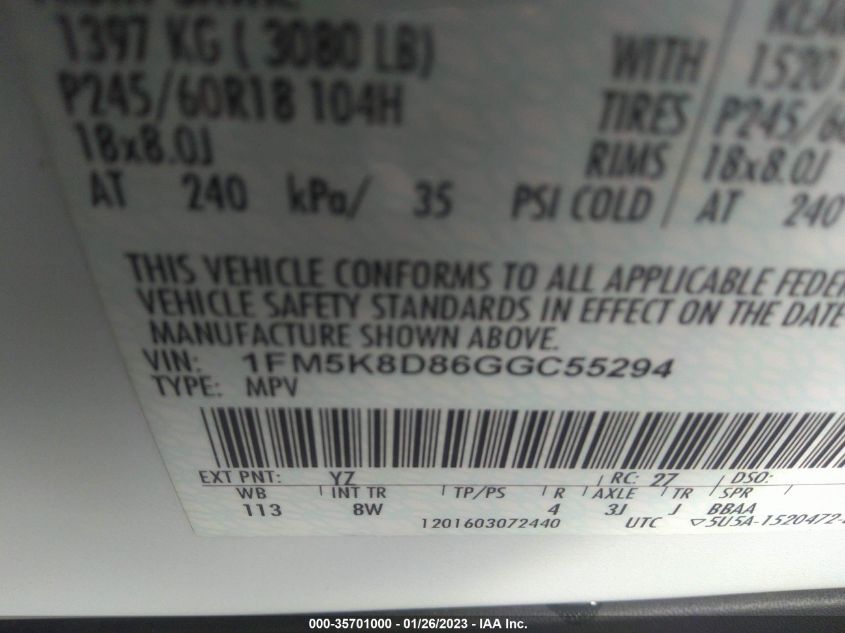 1397 KG ( 3080 LB) WITH 1520
P245/60R18 104H TIRES P245/6
18x8.0J RIMS 18x8.0J
AT 240 kPa/ 35 PSI COLD AT 240
THIS VEHICLE CONFORMS TO ALL APPLICABLE FEDER
VEHICLE SAFETY STANDARDS IN EFFECT ON THE DATE
MANUFACTURE SHOWN ABOVE.
VIN: 1FM5K8D86GGC55294
TYPE: MPV
EXT PNT: YZ RC: 27 DSO:
WB INT TR TP/PS R AXLE TR SPR
113 8W 4 3J J BBAA
1201603072440 UTC ▽5U5A-1520472-
000-35701000 - 01/26/2023 - IAA Inc.